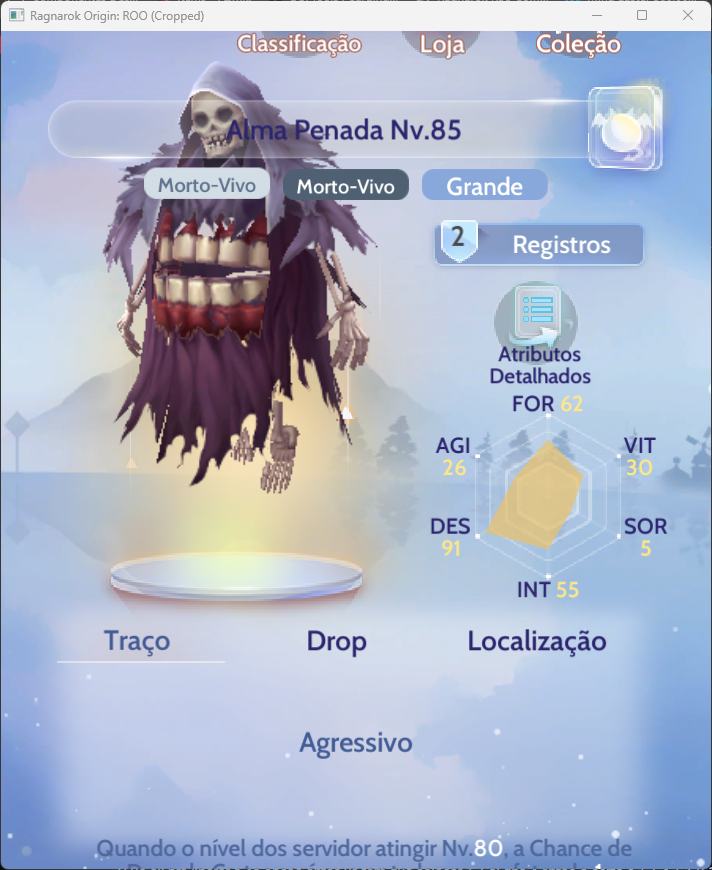 Ragnarok Origin: ROO (Cropped)
Classificação Loja Coleção
Alma Penada Nv.85
Morto-Vivo Morto-Vivo Grande
2 Registros
Atributos
Detalhados
FOR 62
AGI VIT
26 30
DES SOR
91 5
INT 55
Traço Drop Localização
Agressivo
Quando o nível dos servidor atingir Nv.80, a Chance de